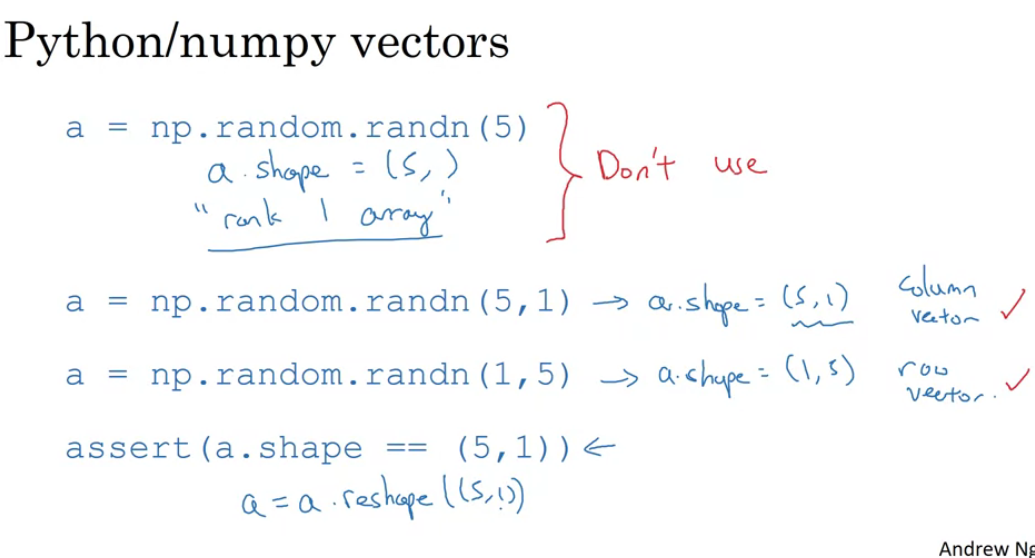 Python/numpy vectors
a = np.random.randn(5)
a.shape = (5,)
"rank 1 array"
Don't use
a = np.random.randn(5,1) → a.shape = (5,1) column vector ✓
a = np.random.randn(1,5) → a.shape = (1,5) row vector. ✓
assert(a.shape == (5,1)) ←
a = a.reshape((5,1))
Andrew Ng